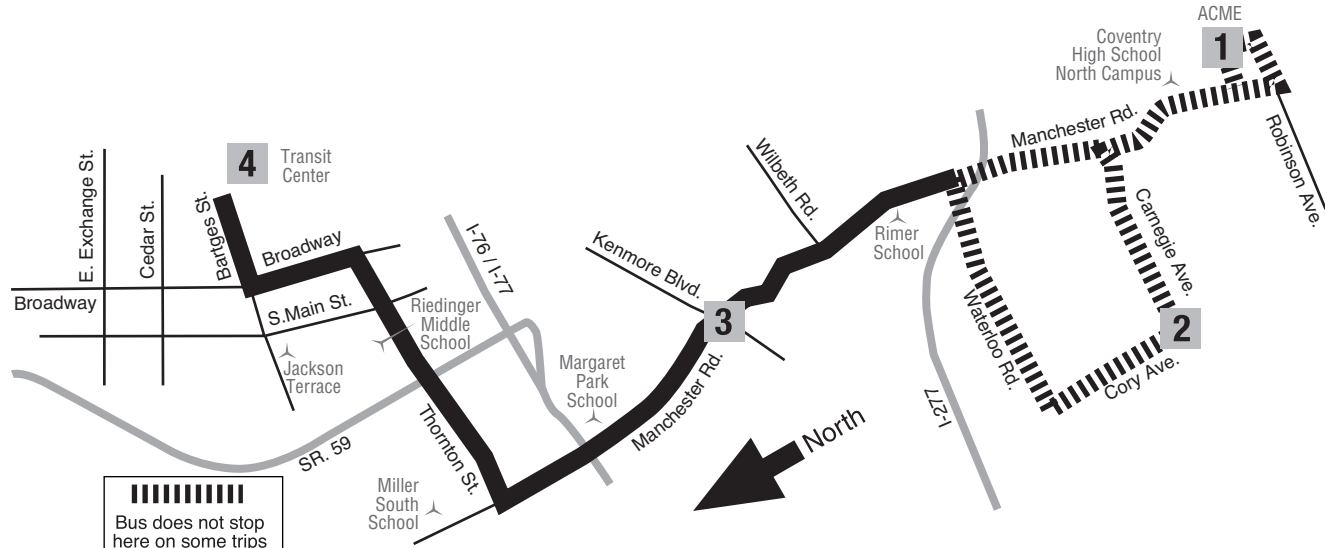 ACME
1
Coventry
High School
North Campus
Manchester Rd.
Robinson Ave.
Wilbeth Rd.
4
Transit
Center
E. Exchange St.
Cedar St.
Bartges St.
Broadway
Broadway
S.Main St.
I-76 / I-77
Kenmore Blvd.
Rimer
School
Carnegie Ave.
2
Waterloo Rd.
Cory Ave.
3
Riedinger
Middle
School
Jackson
Terrace
Margaret
Park
School
Manchester Rd.
I-277
North
Thornton St.
SR. 59
Miller
South
School
Bus does not stop
here on some trips